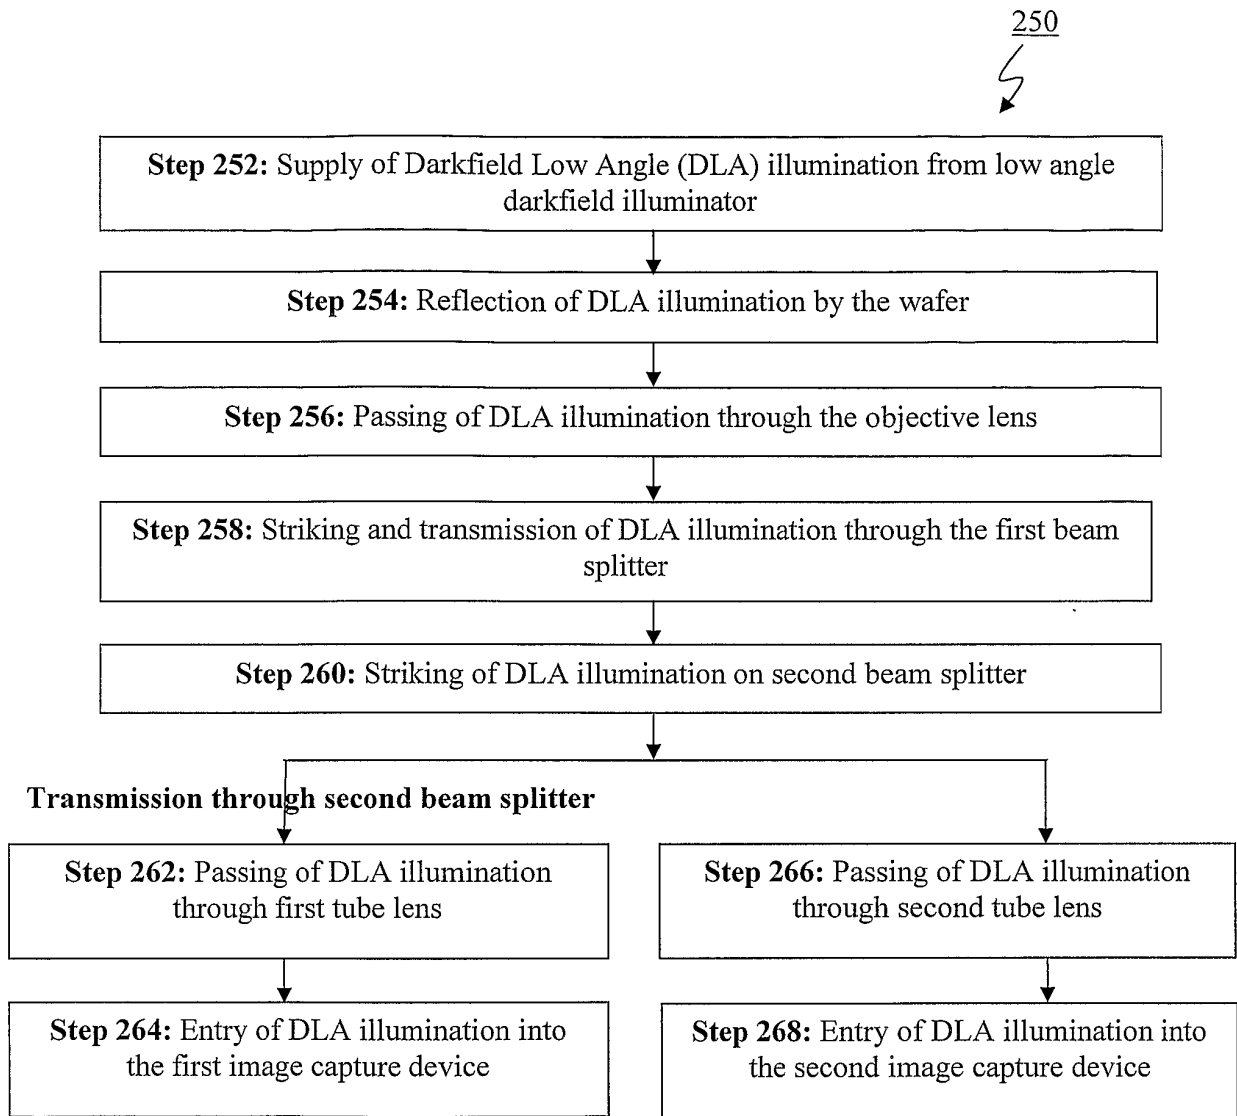 250
Step 252: Supply of Darkfield Low Angle (DLA) illumination from low angle
darkfield illuminator
Step 254: Reflection of DLA illumination by the wafer
Step 256: Passing of DLA illumination through the objective lens
Step 258: Striking and transmission of DLA illumination through the first beam
splitter
Step 260: Striking of DLA illumination on second beam splitter
Transmission through second beam splitter
Step 262: Passing of DLA illumination
through first tube lens
Step 266: Passing of DLA illumination
through second tube lens
Step 264: Entry of DLA illumination into
the first image capture device
Step 268: Entry of DLA illumination into
the second image capture device